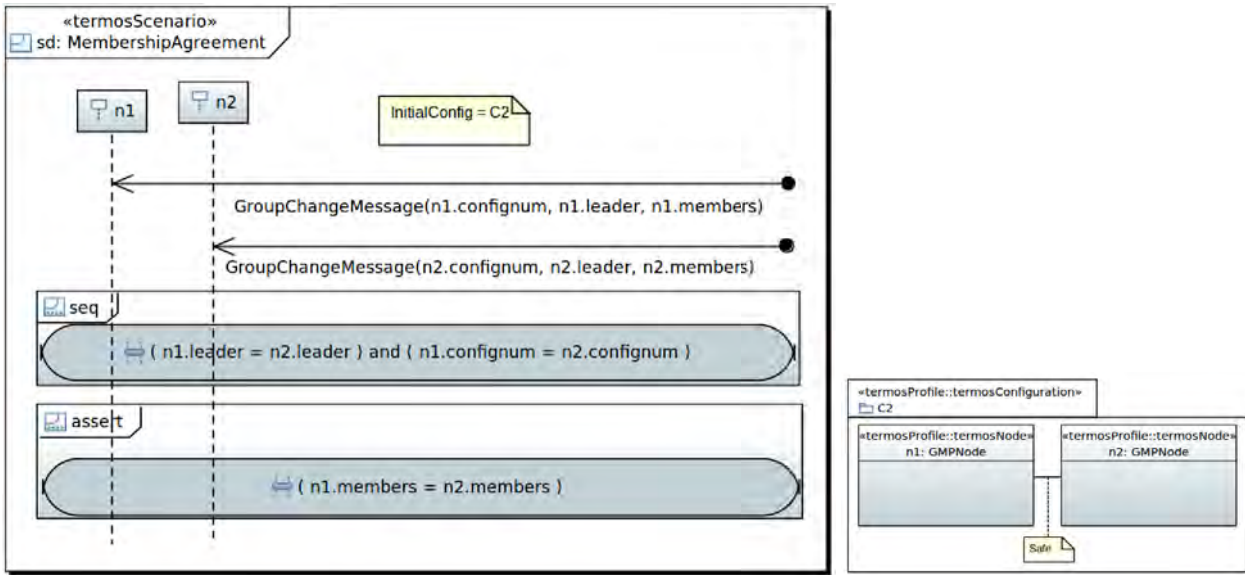 «termosScenario»
sd: MembershipAgreement
n1
n2
InitialConfig = C2
GroupChangeMessage(n1.confignum, n1.leader, n1.members)
GroupChangeMessage(n2.confignum, n2.leader, n2.members)
seq
( n1.leader = n2.leader ) and ( n1.confignum = n2.confignum )
assert
( n1.members = n2.members )
«termosProfile::termosConfiguration»
C2
«termosProfile::termosNode»
n1: GMPNode
«termosProfile::termosNode»
n2: GMPNode
Safe